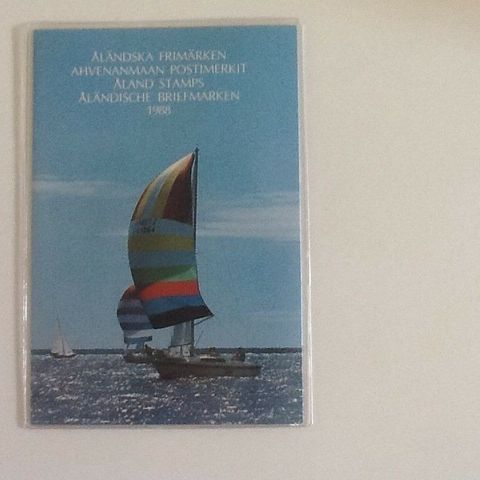 ÅLÄNDSKA FRIMÄRKEN
AHVENANMAAN POSTIMERKIT
ÅLAND STAMPS
ÅLÄNDISCHE BRIEFMARKEN
1988